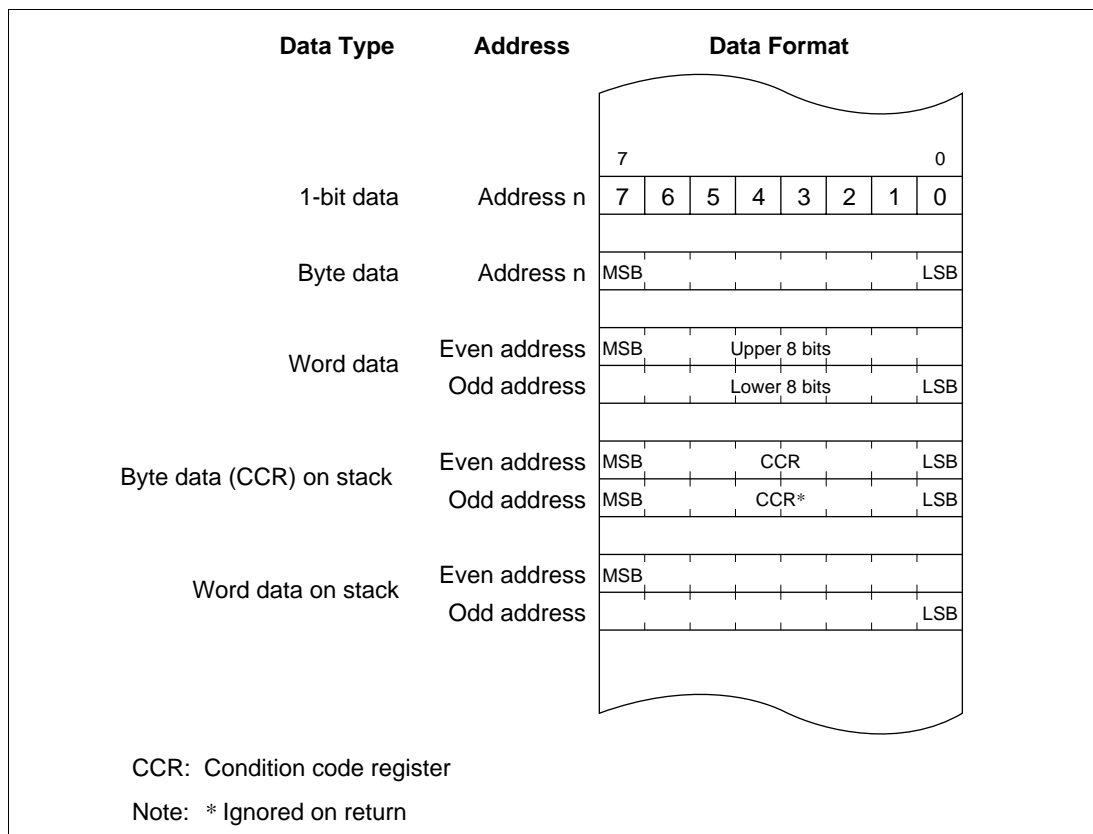 Data Type Address Data Format
7 0
1-bit data Address n 7 6 5 4 3 2 1 0
Byte data Address n MSB LSB
Word data
Even address MSB Upper 8 bits
Odd address Lower 8 bits LSB
Byte data (CCR) on stack
Even address MSB CCR LSB
Odd address MSB CCR* LSB
Word data on stack
Even address MSB
Odd address LSB
CCR: Condition code register
Note: * Ignored on return